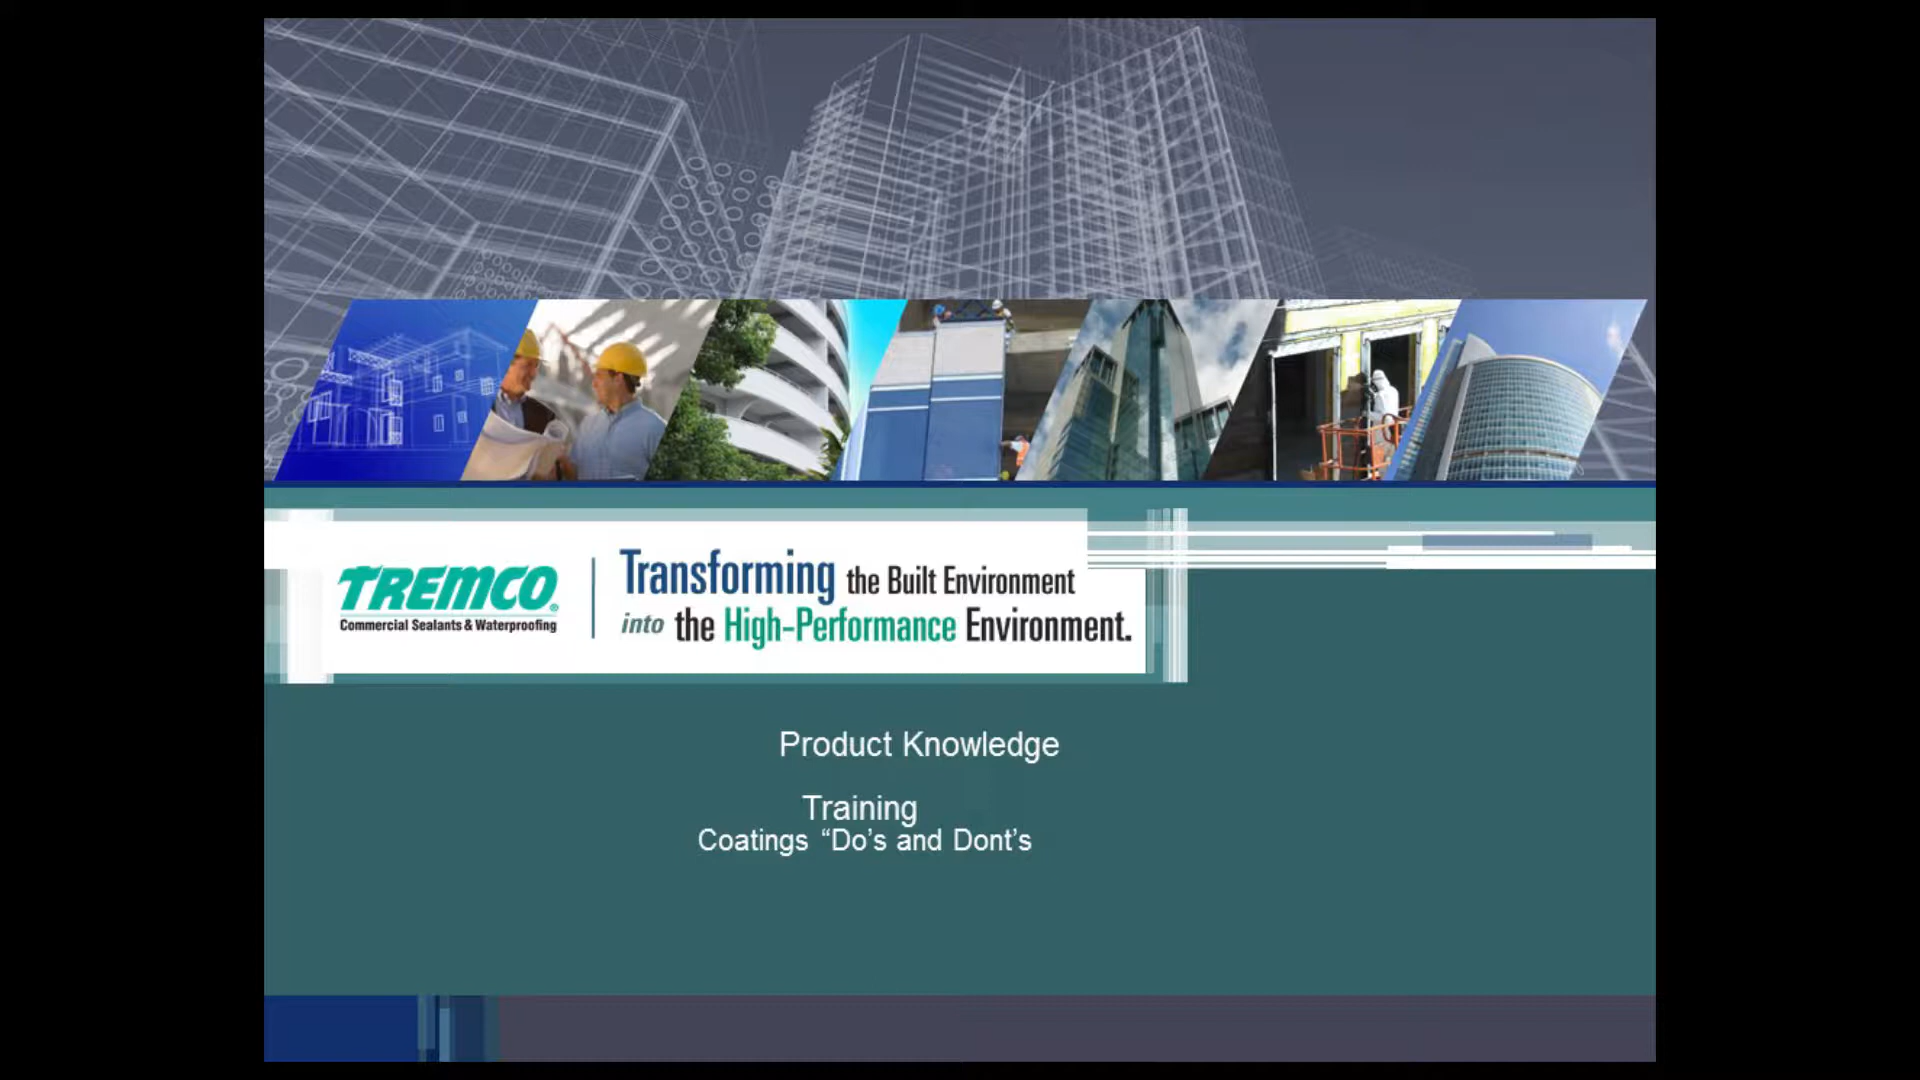 TREMCO®
Commercial Sealants & Waterproofing
Transforming the Built Environment
into the High-Performance Environment.
Product Knowledge
Training
Coatings “Do’s and Dont’s